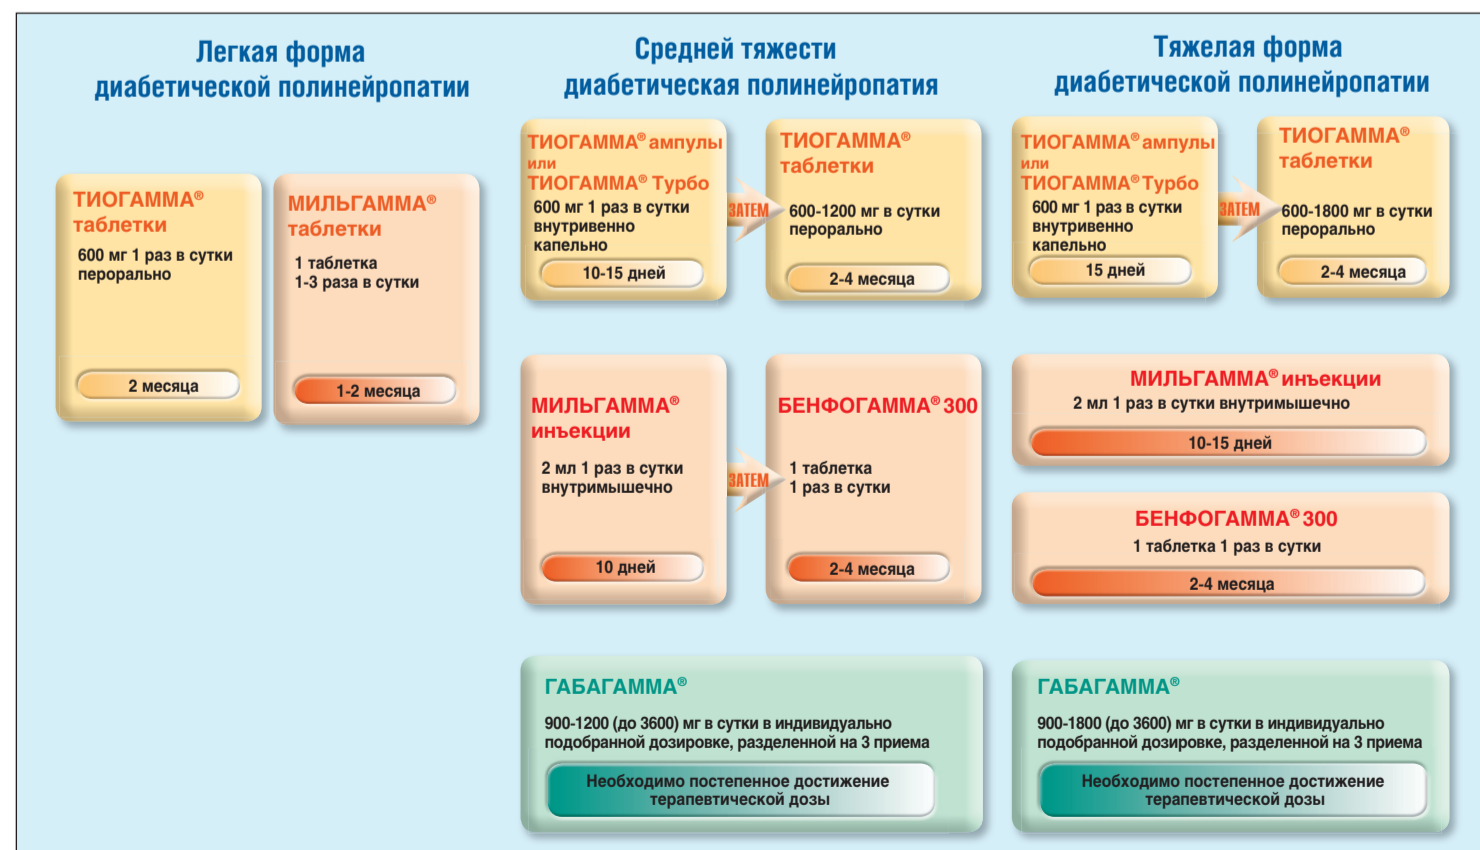 Легкая форма
диабетической полинейропатии
ТИОГАММА®
таблетки
600 мг 1 раз в сутки
перорально
2 месяца
МИЛЬГАММА®
таблетки
1 таблетка
1-3 раза в сутки
1-2 месяца
Средней тяжести
диабетическая полинейропатия
ТИОГАММА® ампулы
или
ТИОГАММА® Турбо
600 мг 1 раз в сутки
внутривенно
капельно
10-15 дней
ЗАТЕМ
ТИОГАММА®
таблетки
600-1200 мг в сутки
перорально
2-4 месяца
МИЛЬГАММА®
инъекции
2 мл 1 раз в сутки
внутримышечно
10 дней
ЗАТЕМ
БЕНФОГАММА® 300
1 таблетка
1 раз в сутки
2-4 месяца
ГАБАГАММА®
900-1200 (до 3600) мг в сутки в индивидуально
подобранной дозировке, разделенной на 3 приема
Необходимо постепенное достижение
терапевтической дозы
Тяжелая форма
диабетической полинейропатии
ТИОГАММА® ампулы
или
ТИОГАММА® Турбо
600 мг 1 раз в сутки
внутривенно
капельно
15 дней
ЗАТЕМ
ТИОГАММА®
таблетки
600-1800 мг в сутки
перорально
2-4 месяца
МИЛЬГАММА® инъекции
2 мл 1 раз в сутки внутримышечно
10-15 дней
БЕНФОГАММА® 300
1 таблетка 1 раз в сутки
2-4 месяца
ГАБАГАММА®
900-1800 (до 3600) мг в сутки в индивидуально
подобранной дозировке, разделенной на 3 приема
Необходимо постепенное достижение
терапевтической дозы